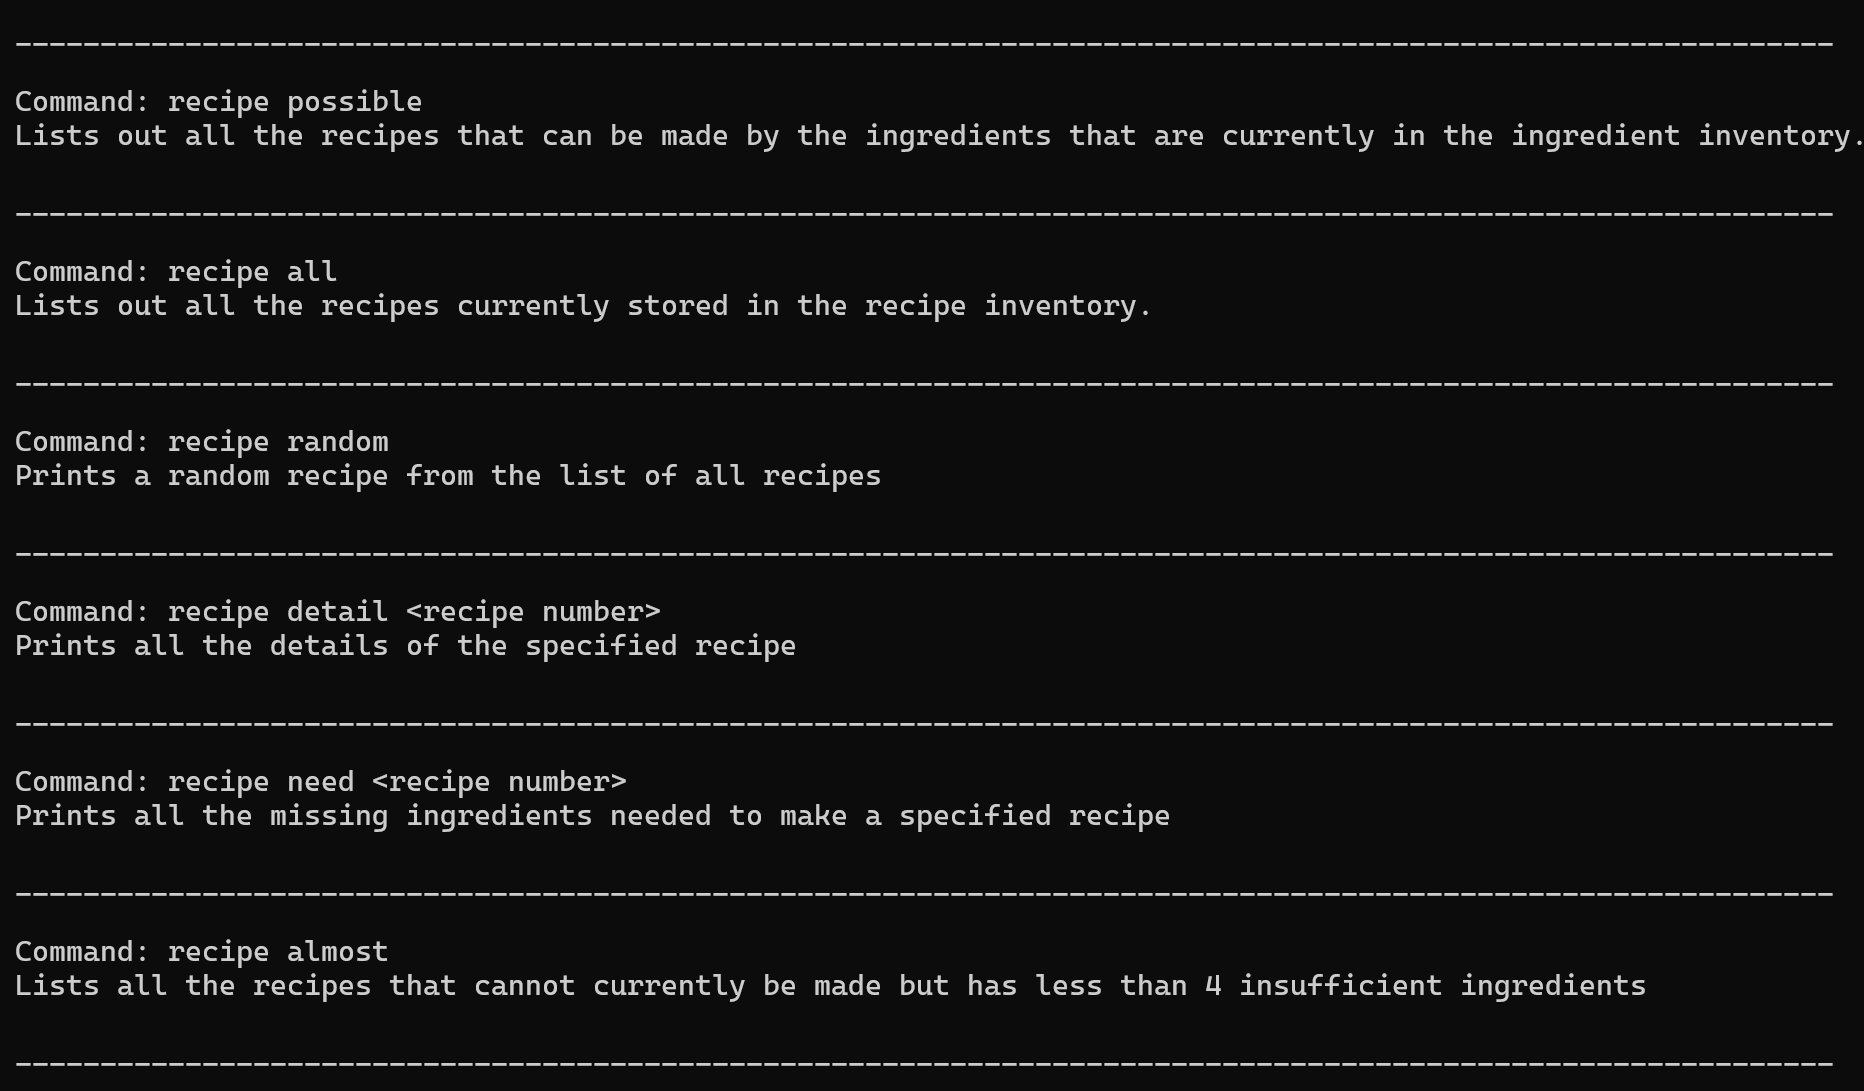 -----------------------------------------------------------------------------------------------------------
Command: recipe possible
Lists out all the recipes that can be made by the ingredients that are currently in the ingredient inventory.
-----------------------------------------------------------------------------------------------------------
Command: recipe all
Lists out all the recipes currently stored in the recipe inventory.
-----------------------------------------------------------------------------------------------------------
Command: recipe random
Prints a random recipe from the list of all recipes
-----------------------------------------------------------------------------------------------------------
Command: recipe detail <recipe number>
Prints all the details of the specified recipe
-----------------------------------------------------------------------------------------------------------
Command: recipe need <recipe number>
Prints all the missing ingredients needed to make a specified recipe
-----------------------------------------------------------------------------------------------------------
Command: recipe almost
Lists all the recipes that cannot currently be made but has less than 4 insufficient ingredients
-----------------------------------------------------------------------------------------------------------